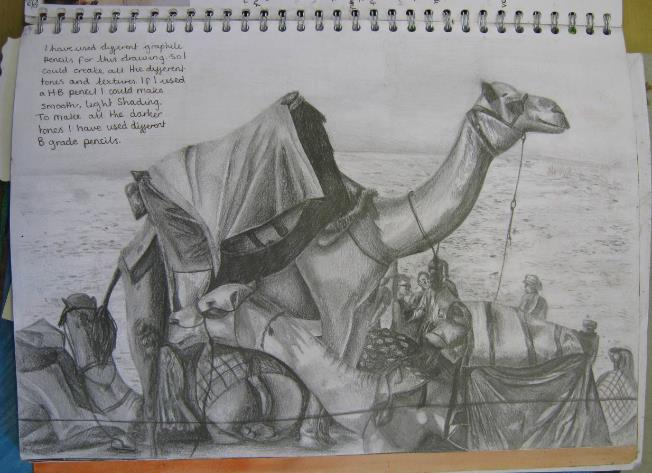 I have used different graphite
pencils for this drawing. So I
could create all the different
tones and textures. If I used
a HB pencil I could make
smooth, light shading.
To make all the darker
tones I have used different
B grade pencils.